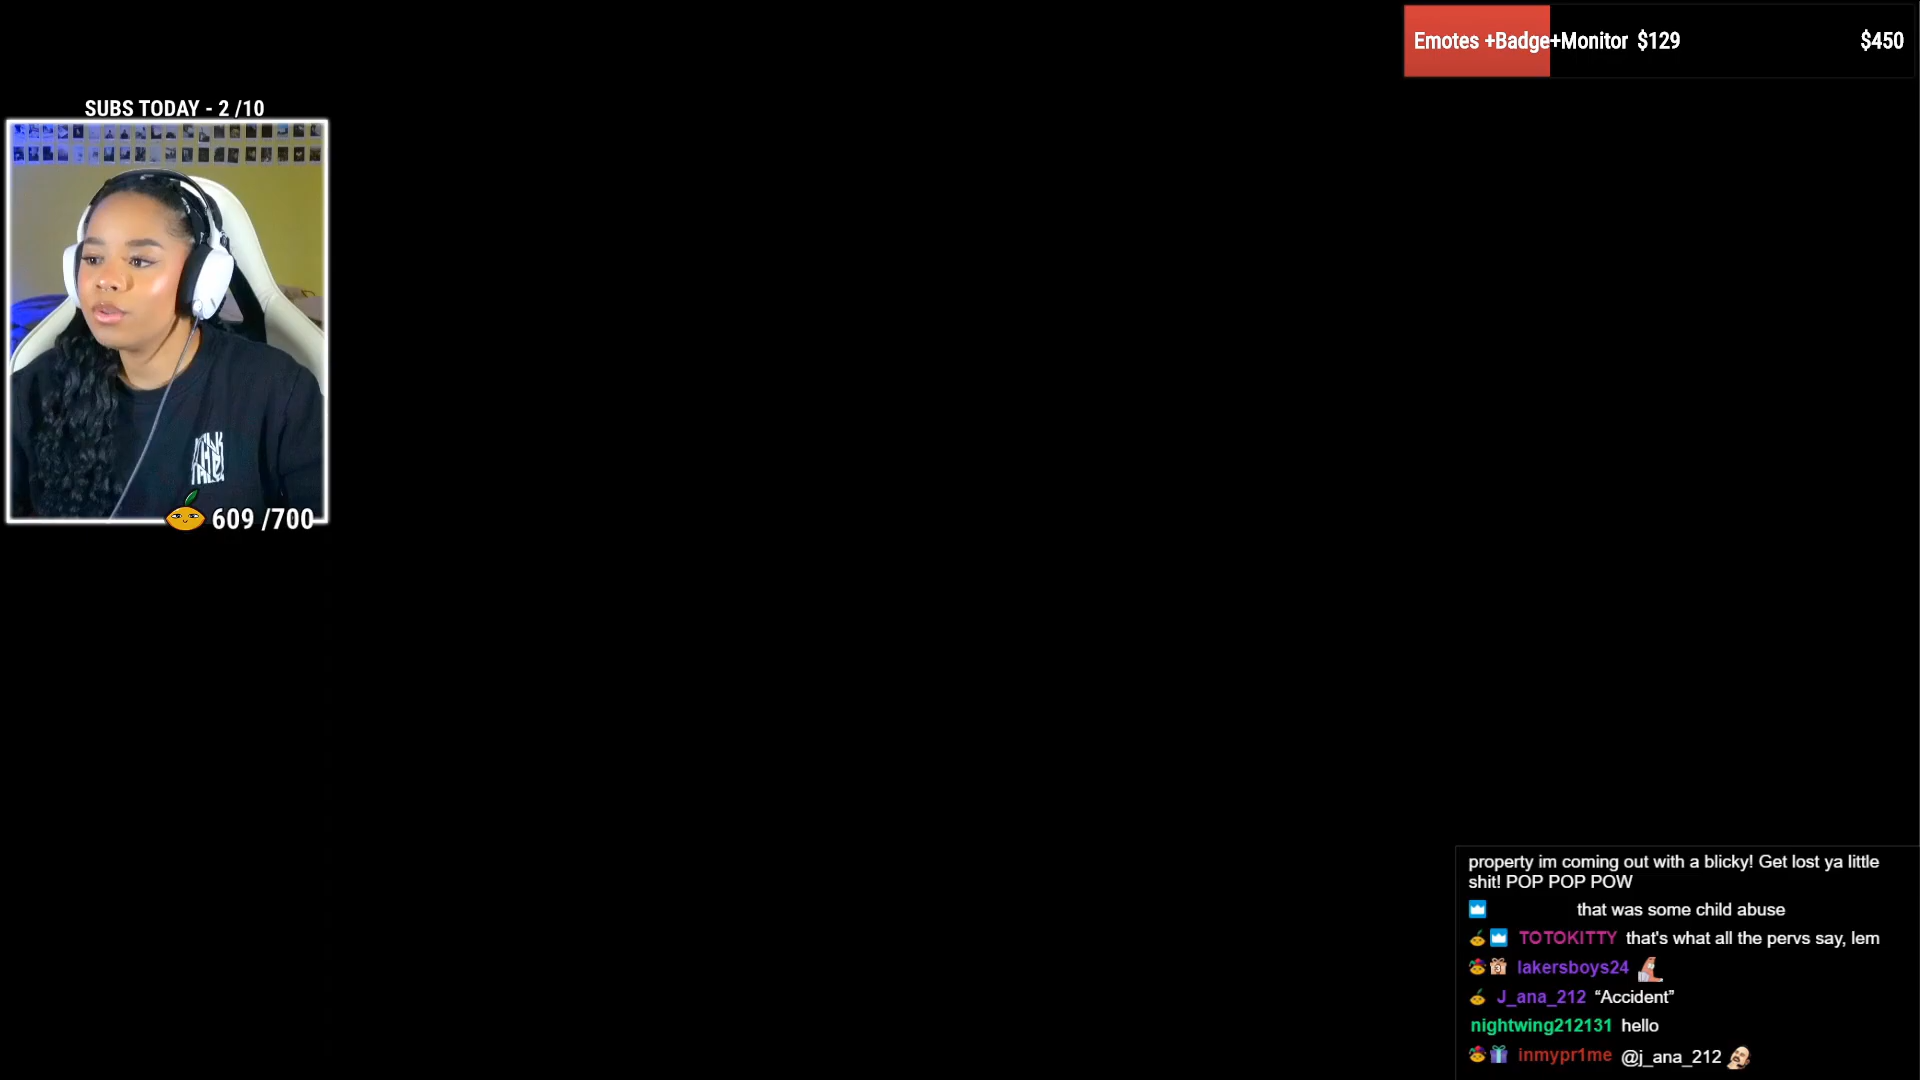 Emotes +Badge+Monitor $129 $450
SUBS TODAY - 2 /10
609 /700
property im coming out with a blicky! Get lost ya little
shit! POP POP POW
that was some child abuse
TOTOKITTY that's what all the pervs say, lem
lakersboys24
J_ana_212 “Accident”
nightwing212131 hello
inmypr1me @j_ana_212